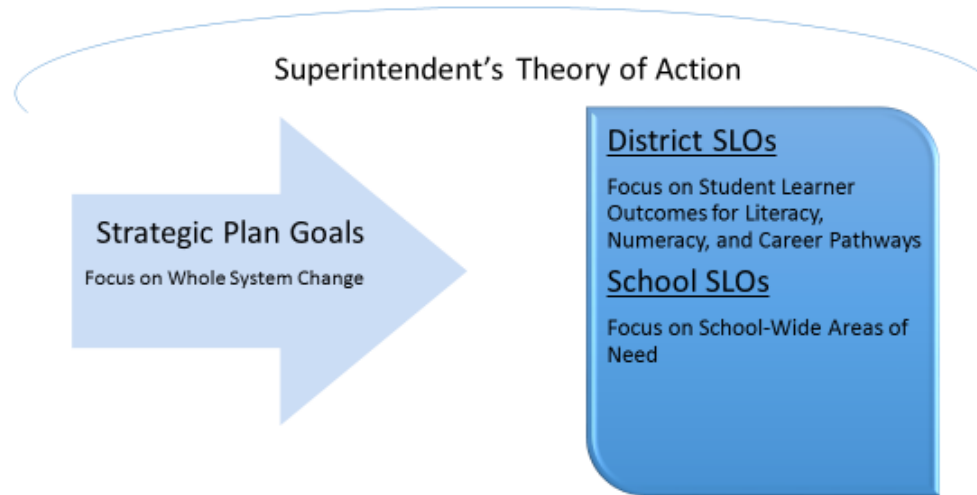 Superintendent's Theory of Action
Strategic Plan Goals
Focus on Whole System Change
District SLOs
Focus on Student Learner
Outcomes for Literacy,
Numeracy, and Career Pathways
School SLOs
Focus on School-Wide Areas of
Need